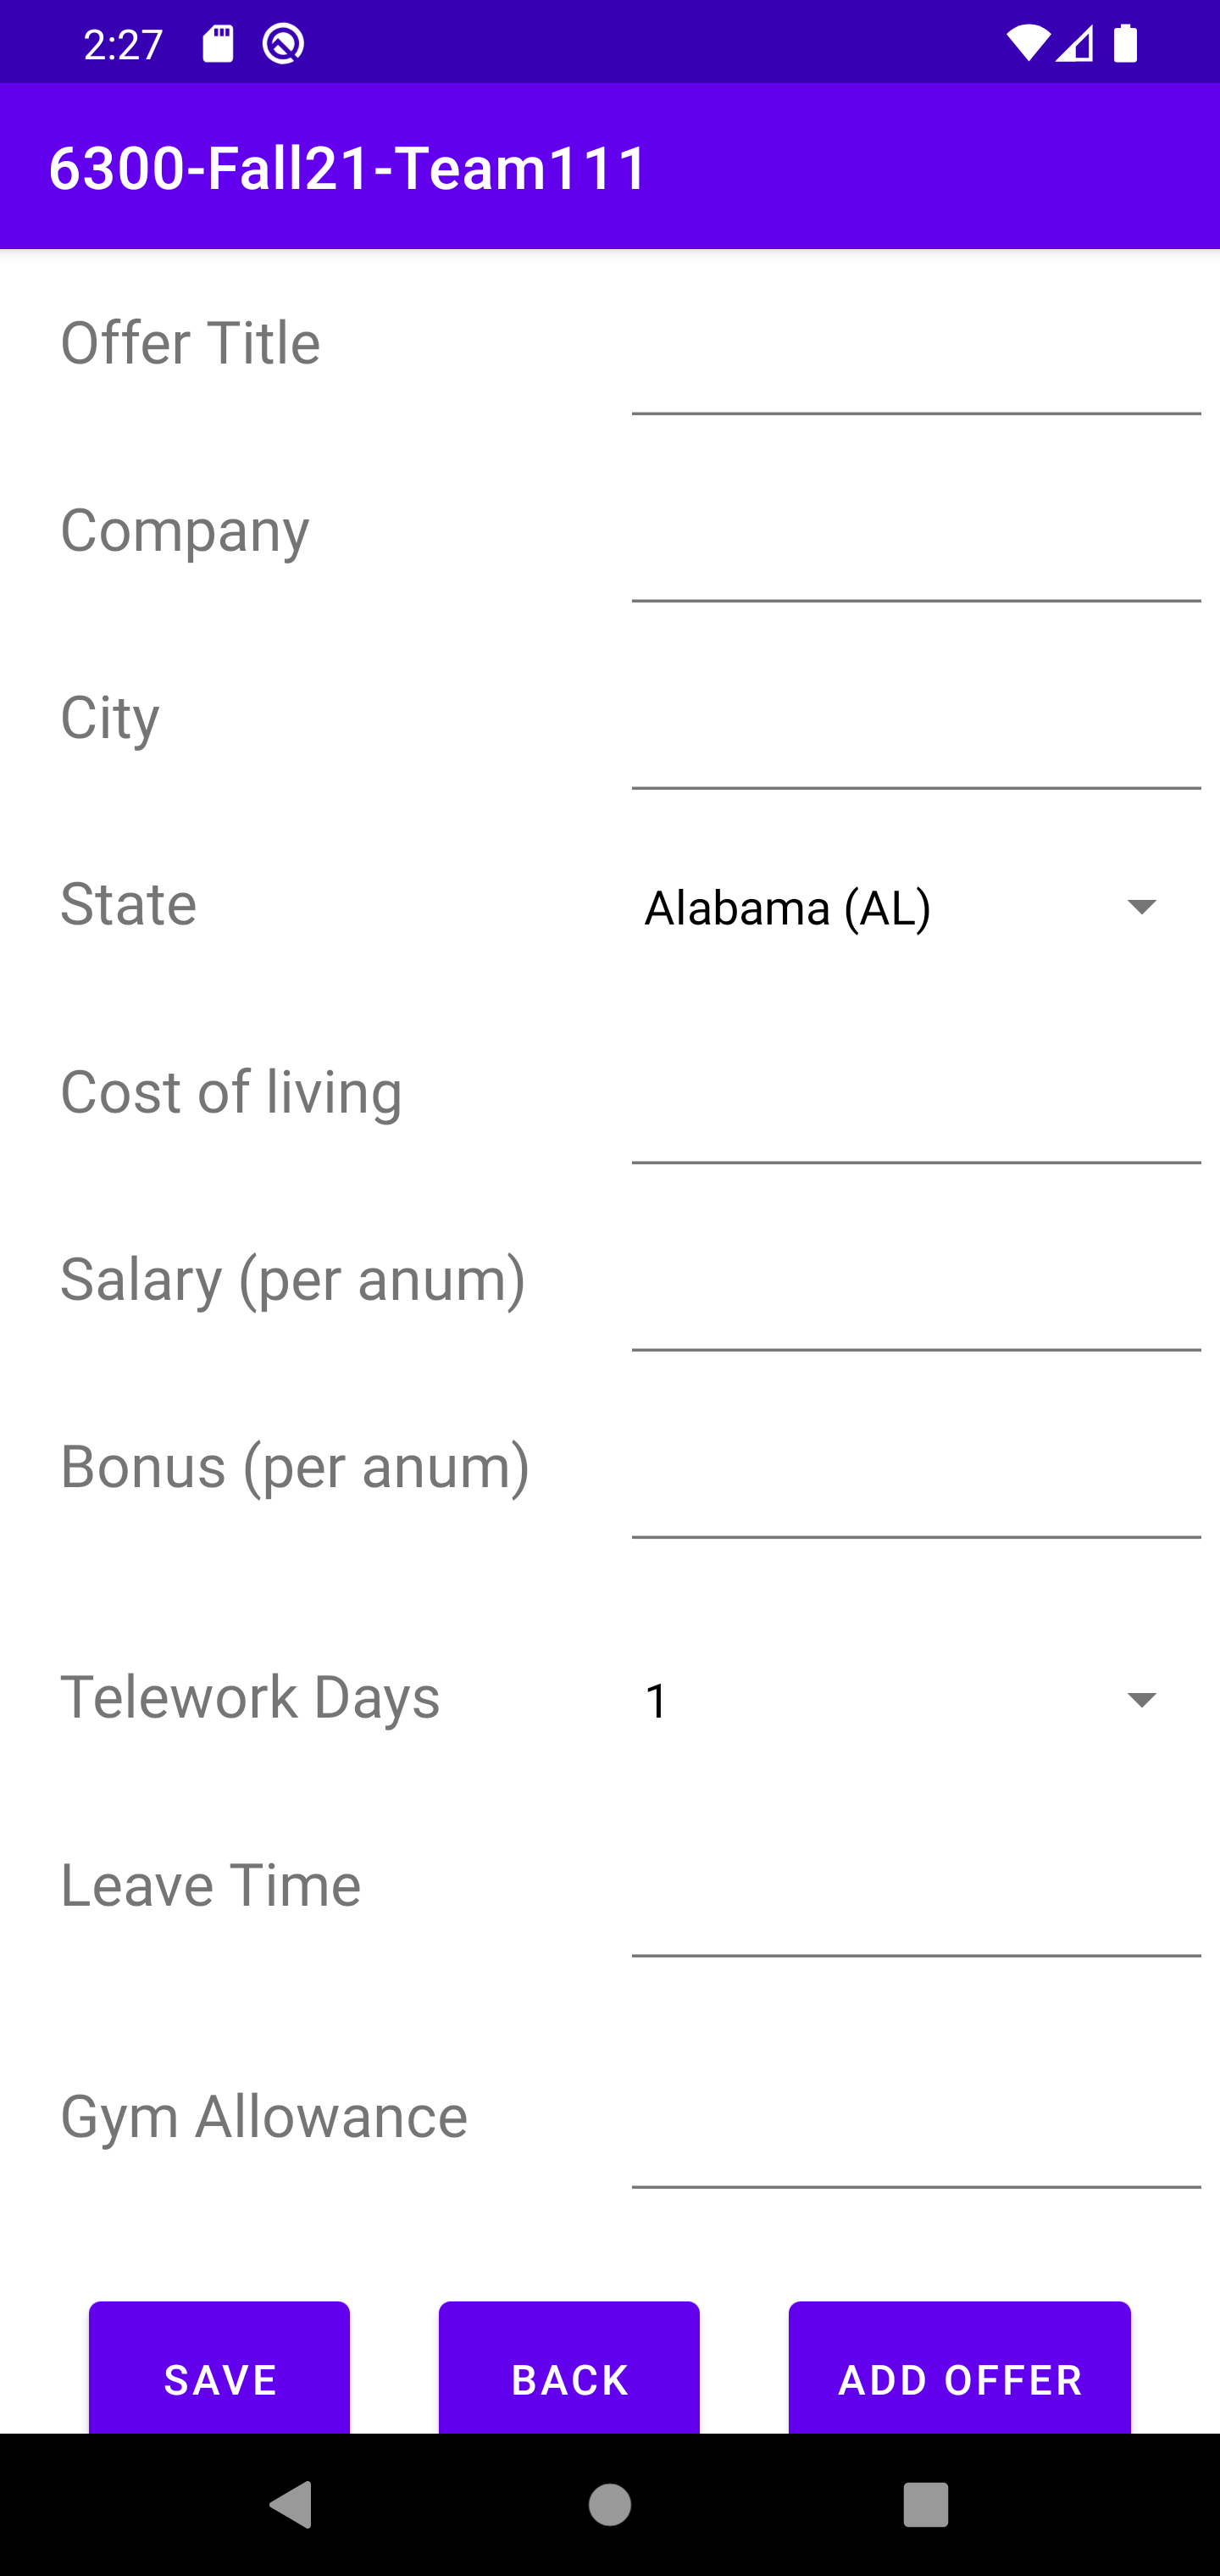 2:27
6300-Fall21-Team111
Offer Title
Company
City
State Alabama (AL)
Cost of living
Salary (per anum)
Bonus (per anum)
Telework Days 1
Leave Time
Gym Allowance
SAVE BACK ADD OFFER